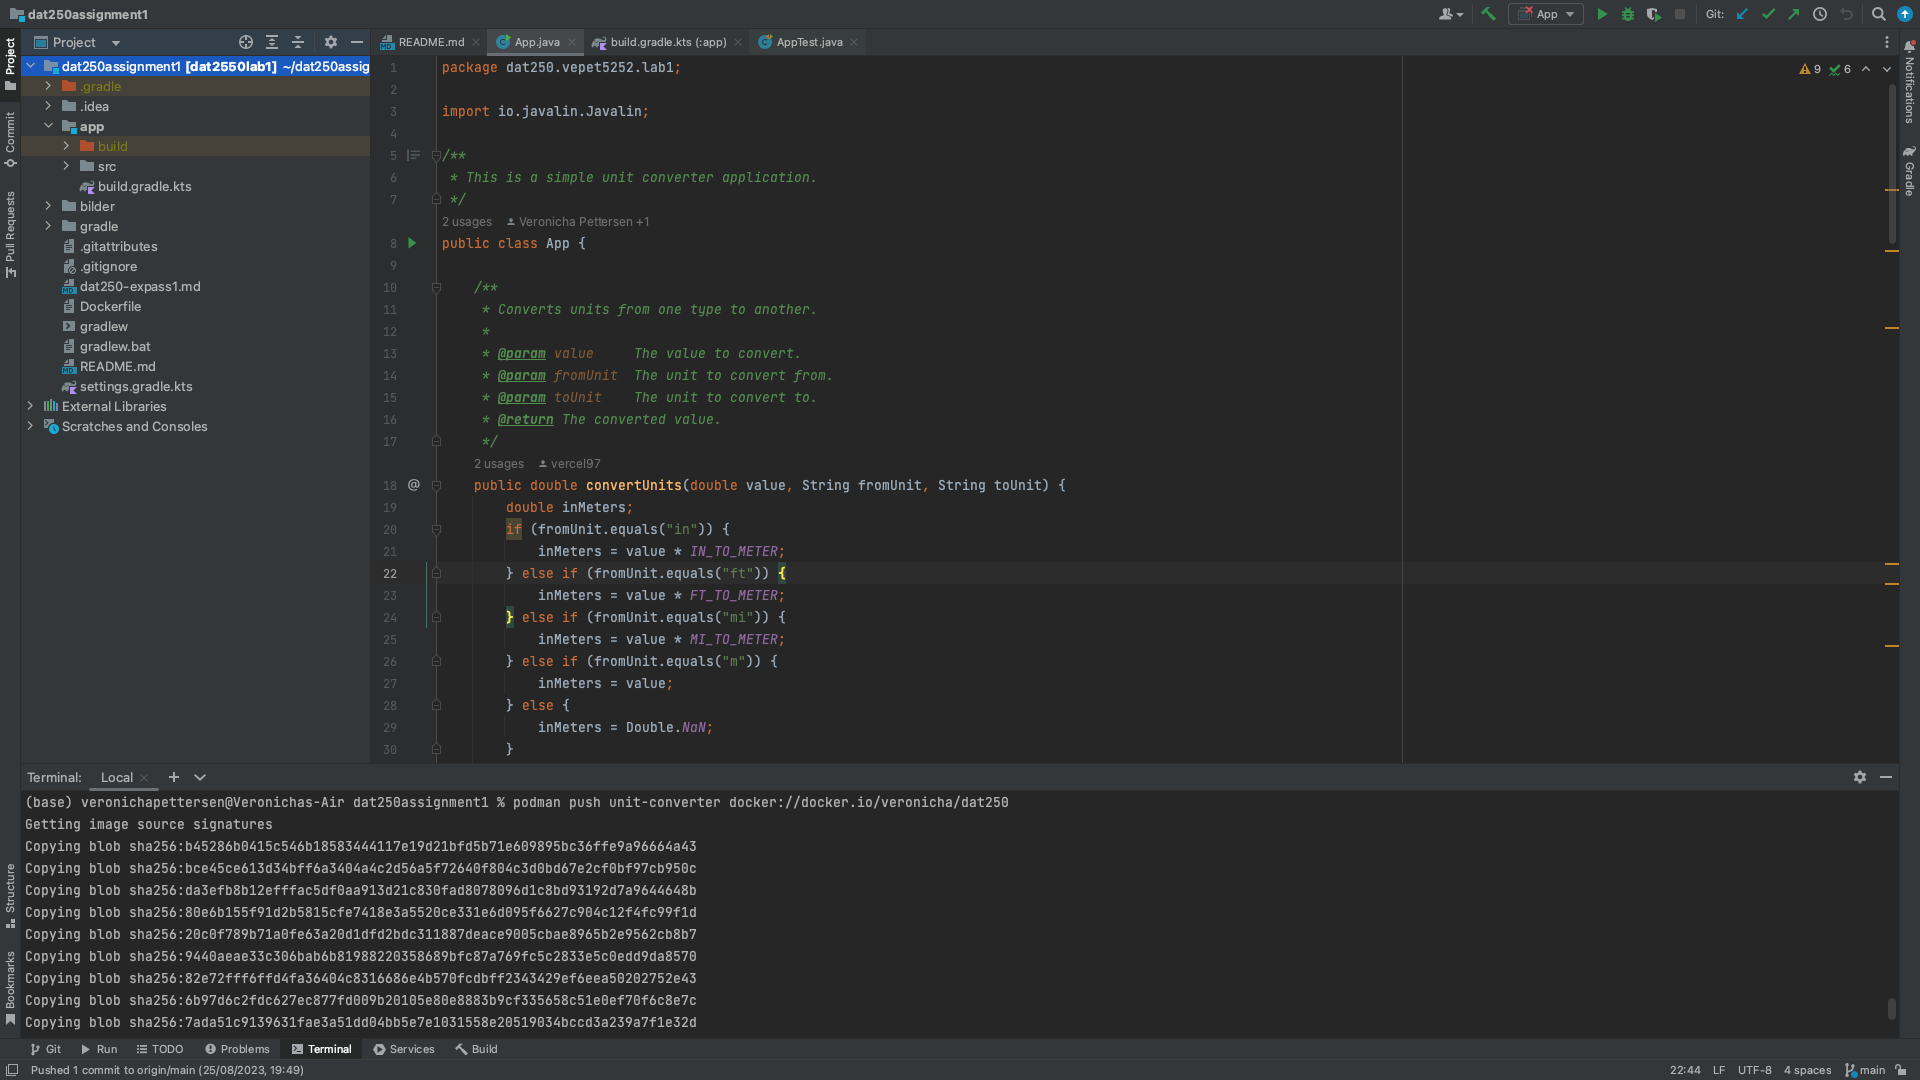 dat250assignment1
App
Git:
Project
README.md
App.java
build.gradle.kts (:app)
AppTest.java
dat250assignment1 [dat2550lab1] ~/dat250assig
.gradle
.idea
app
build
src
build.gradle.kts
bilder
gradle
.gitattributes
.gitignore
dat250-expass1.md
Dockerfile
gradlew
gradlew.bat
README.md
settings.gradle.kts
External Libraries
Scratches and Consoles
Project
Commit
Pull Requests
Structure
Bookmarks
9 6
1 package dat250.vepet5252.lab1;
2
3 import io.javalin.Javalin;
4
5 /**
6 * This is a simple unit converter application.
7 */
2 usages Veronicha Pettersen +1
8 public class App {
9
10 /**
11 * Converts units from one type to another.
12 *
13 * @param value The value to convert.
14 * @param fromUnit The unit to convert from.
15 * @param toUnit The unit to convert to.
16 * @return The converted value.
17 */
2 usages vercel97
18 @ public double convertUnits(double value, String fromUnit, String toUnit) {
19 double inMeters;
20 if (fromUnit.equals("in")) {
21 inMeters = value * IN_TO_METER;
22 } else if (fromUnit.equals("ft")) {
23 inMeters = value * FT_TO_METER;
24 } else if (fromUnit.equals("mi")) {
25 inMeters = value * MI_TO_METER;
26 } else if (fromUnit.equals("m")) {
27 inMeters = value;
28 } else {
29 inMeters = Double.NaN;
30 }
Notifications
Gradle
Terminal: Local
(base) veronichapettersen@Veronichas-Air dat250assignment1 % podman push unit-converter docker://docker.io/veronicha/dat250
Getting image source signatures
Copying blob sha256:b45286b0415c546b18583444117e19d21bfd5b71e609895bc36ffe9a96664a43
Copying blob sha256:bce45ce613d34bff6a3404a4c2d56a5f72640f804c3d0bd67e2cf0bf97cb950c
Copying blob sha256:da3efb8b12efffac5df0aa913d21c830fad8078096d1c8bd93192d7a9644648b
Copying blob sha256:80e6b155f91d2b5815cfe7418e3a5520ce331e6d095f6627c904c12f4fc99f1d
Copying blob sha256:20c0f789b71a0fe63a20d1dfd2bdc311887deace9005cbae8965b2e9562cb8b7
Copying blob sha256:9440aeae33c306bab6b81988220358689bfc87a769fc5c2833e5c0edd9da8570
Copying blob sha256:82e72fff6ffd4fa36404c8316686e4b570fcdbff2343429ef6eea50202752e43
Copying blob sha256:6b97d6c2fdc627ec877fd009b20105e80e8883b9cf335658c51e0ef70f6c8e7c
Copying blob sha256:7ada51c9139631fae3a51dd04bb5e7e1031558e20519034bccd3a239a7f1e32d
Git Run TODO Problems Terminal Services Build
Pushed 1 commit to origin/main (25/08/2023, 19:49)
22:44 LF UTF-8 4 spaces main